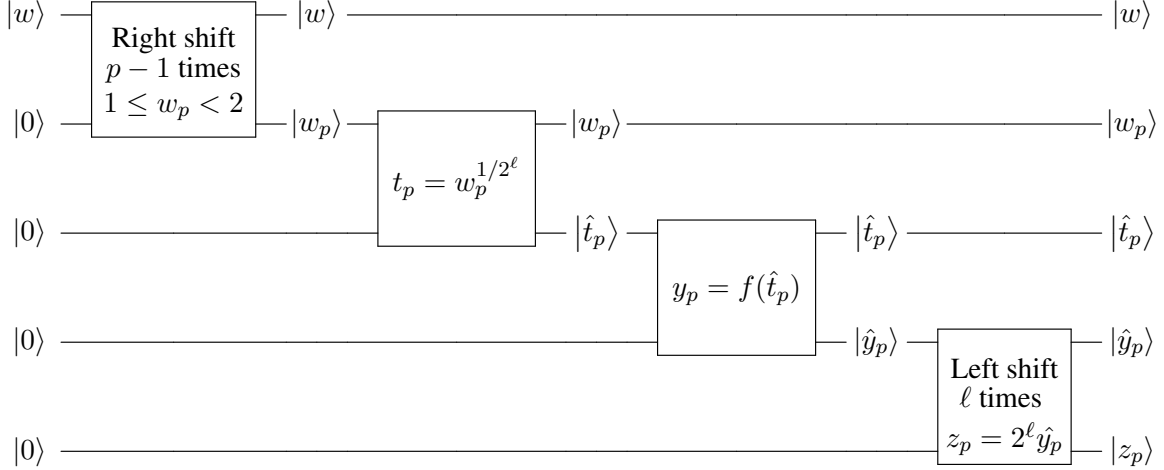 |w⟩ Right shift |w⟩ |w⟩
p − 1 times
1 ≤ w_p < 2
|0⟩ |w_p⟩ |w_p⟩ |w_p⟩
t_p = w_p^{1/2^ℓ}
|0⟩ |t̂_p⟩ |t̂_p⟩ |t̂_p⟩
y_p = f(t̂_p)
|0⟩ |ŷ_p⟩ |ŷ_p⟩
Left shift
ℓ times
z_p = 2^ℓ ŷ_p
|0⟩ |z_p⟩